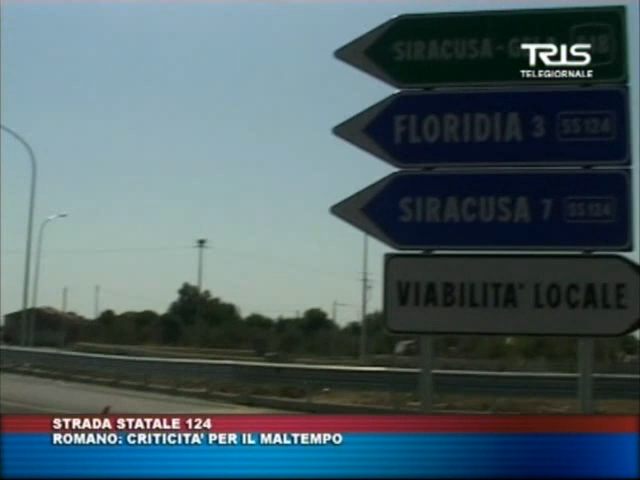 SIRACUSA-GELA A18
TRIS
TELEGIORNALE
FLORIDIA 3 SS 124
SIRACUSA 7 SS 124
VIABILITA' LOCALE
STRADA STATALE 124
ROMANO: CRITICITA' PER IL MALTEMPO